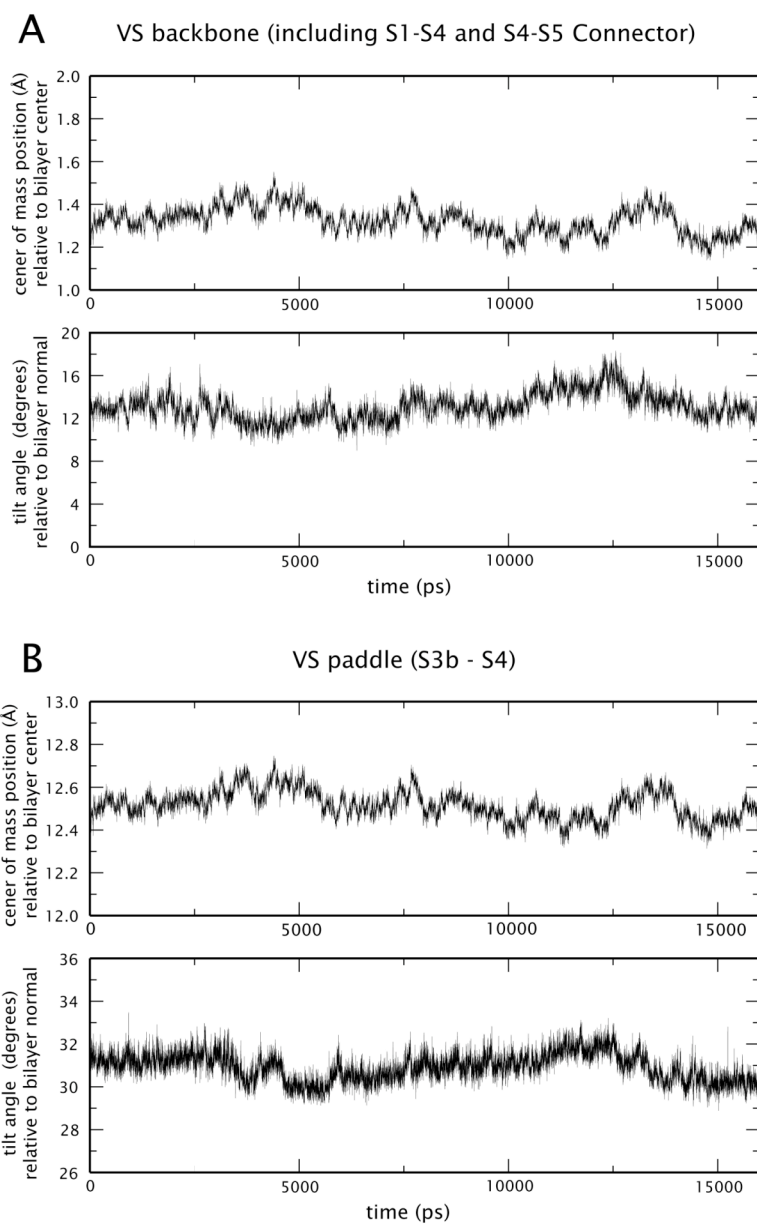 A
VS backbone (including S1-S4 and S4-S5 Connector)
cener of mass position (Å)
relative to bilayer center
2.0
1.8
1.6
1.4
1.2
1.0
0
5000
10000
15000
tilt angle (degrees)
relative to bilayer normal
20
16
12
8
4
0
0
5000
10000
15000
time (ps)
B
VS paddle (S3b - S4)
cener of mass position (Å)
relative to bilayer center
13.0
12.8
12.6
12.4
12.2
12.0
0
5000
10000
15000
tilt angle (degrees)
relative to bilayer normal
36
34
32
30
28
26
0
5000
10000
15000
time (ps)